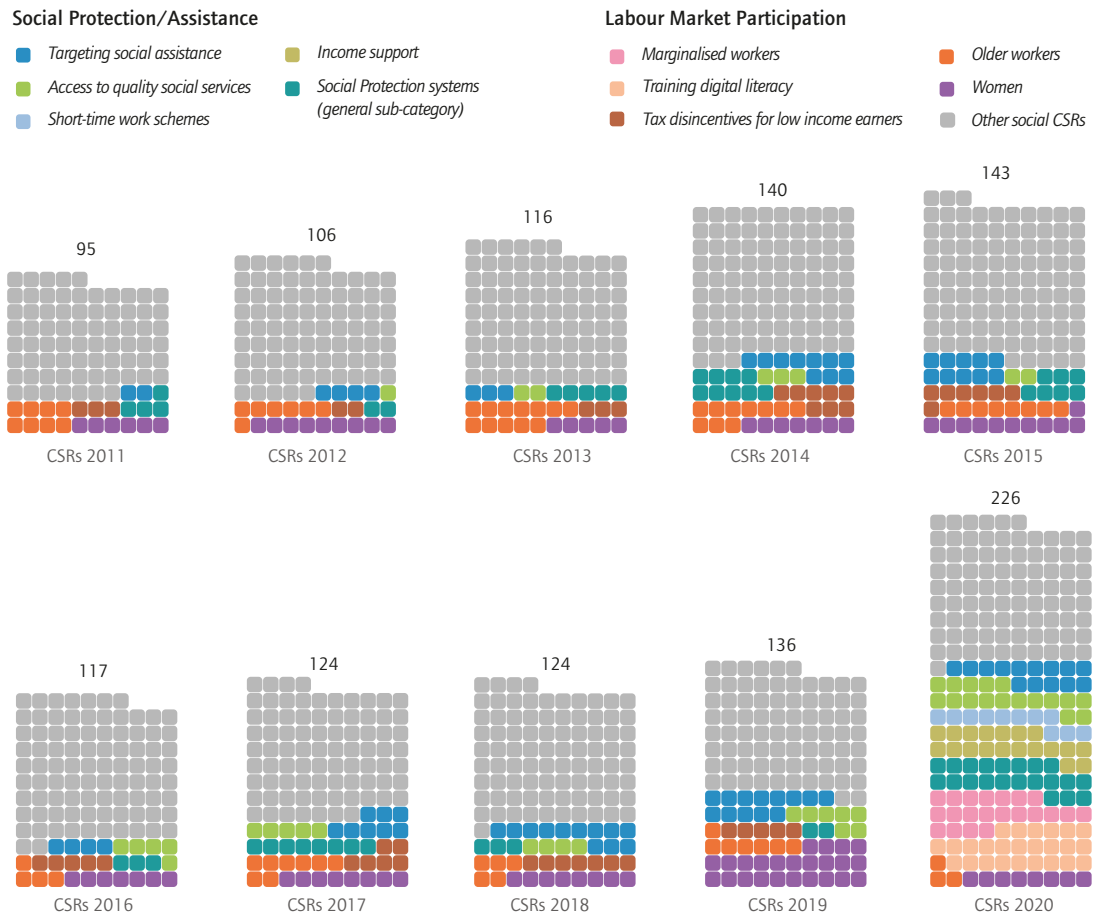 Social Protection/Assistance
Targeting social assistance
Access to quality social services
Short-time work schemes
Income support
Social Protection systems
(general sub-category)
Labour Market Participation
Marginalised workers
Training digital literacy
Tax disincentives for low income earners
Older workers
Women
Other social CSRs
95
106
116
140
143
CSRs 2011
CSRs 2012
CSRs 2013
CSRs 2014
CSRs 2015
117
124
124
136
226
CSRs 2016
CSRs 2017
CSRs 2018
CSRs 2019
CSRs 2020